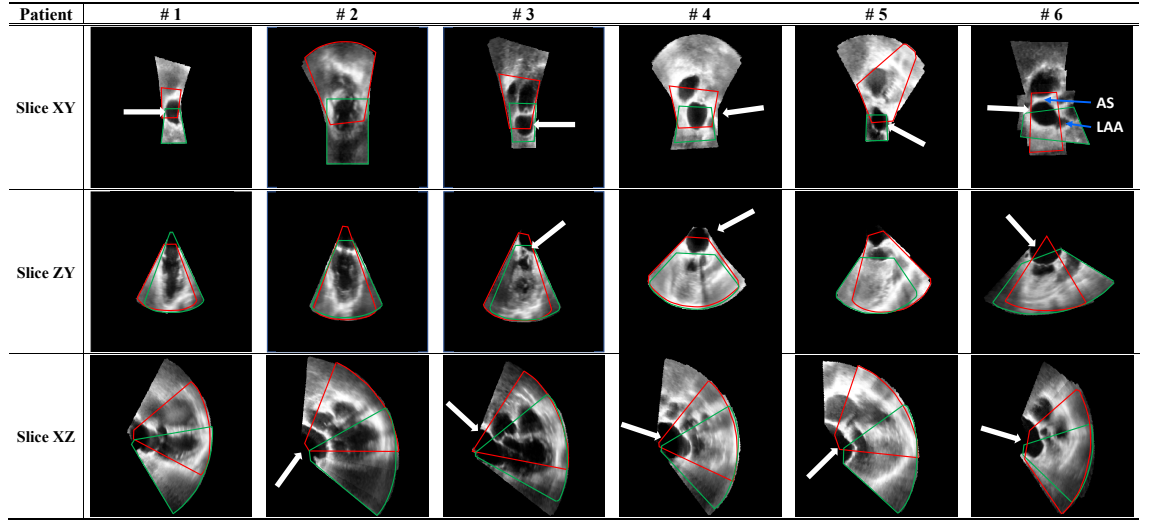 Patient # 1 # 2 # 3 # 4 # 5 # 6
Slice XY
AS
LAA
Slice ZY
Slice XZ